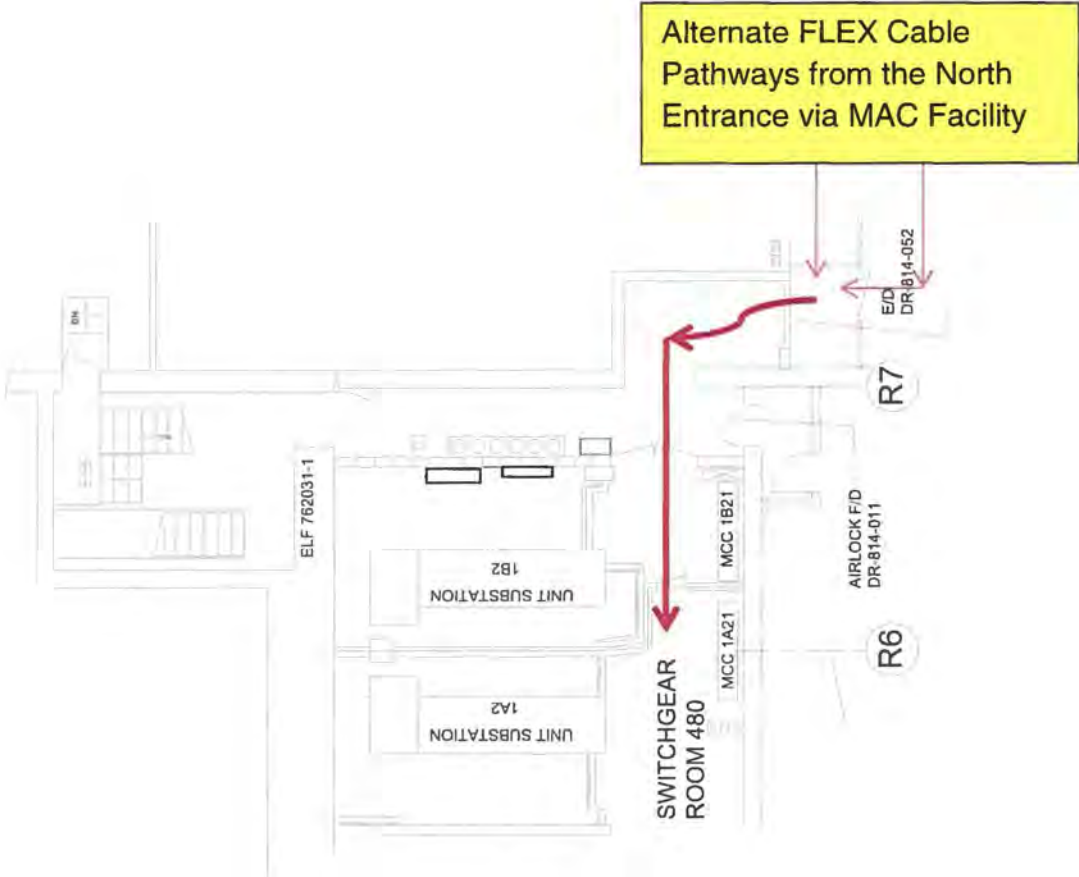 Alternate FLEX Cable
Pathways from the North
Entrance via MAC Facility
E/D
DR-814-052
R7
DN
ELF 762031-1
UNIT SUBSTATION
1B2
MCC 1B21
AIRLOCK F/D
DR-814-011
UNIT SUBSTATION
1A2
SWITCHGEAR
ROOM 480
MCC 1A21
R6